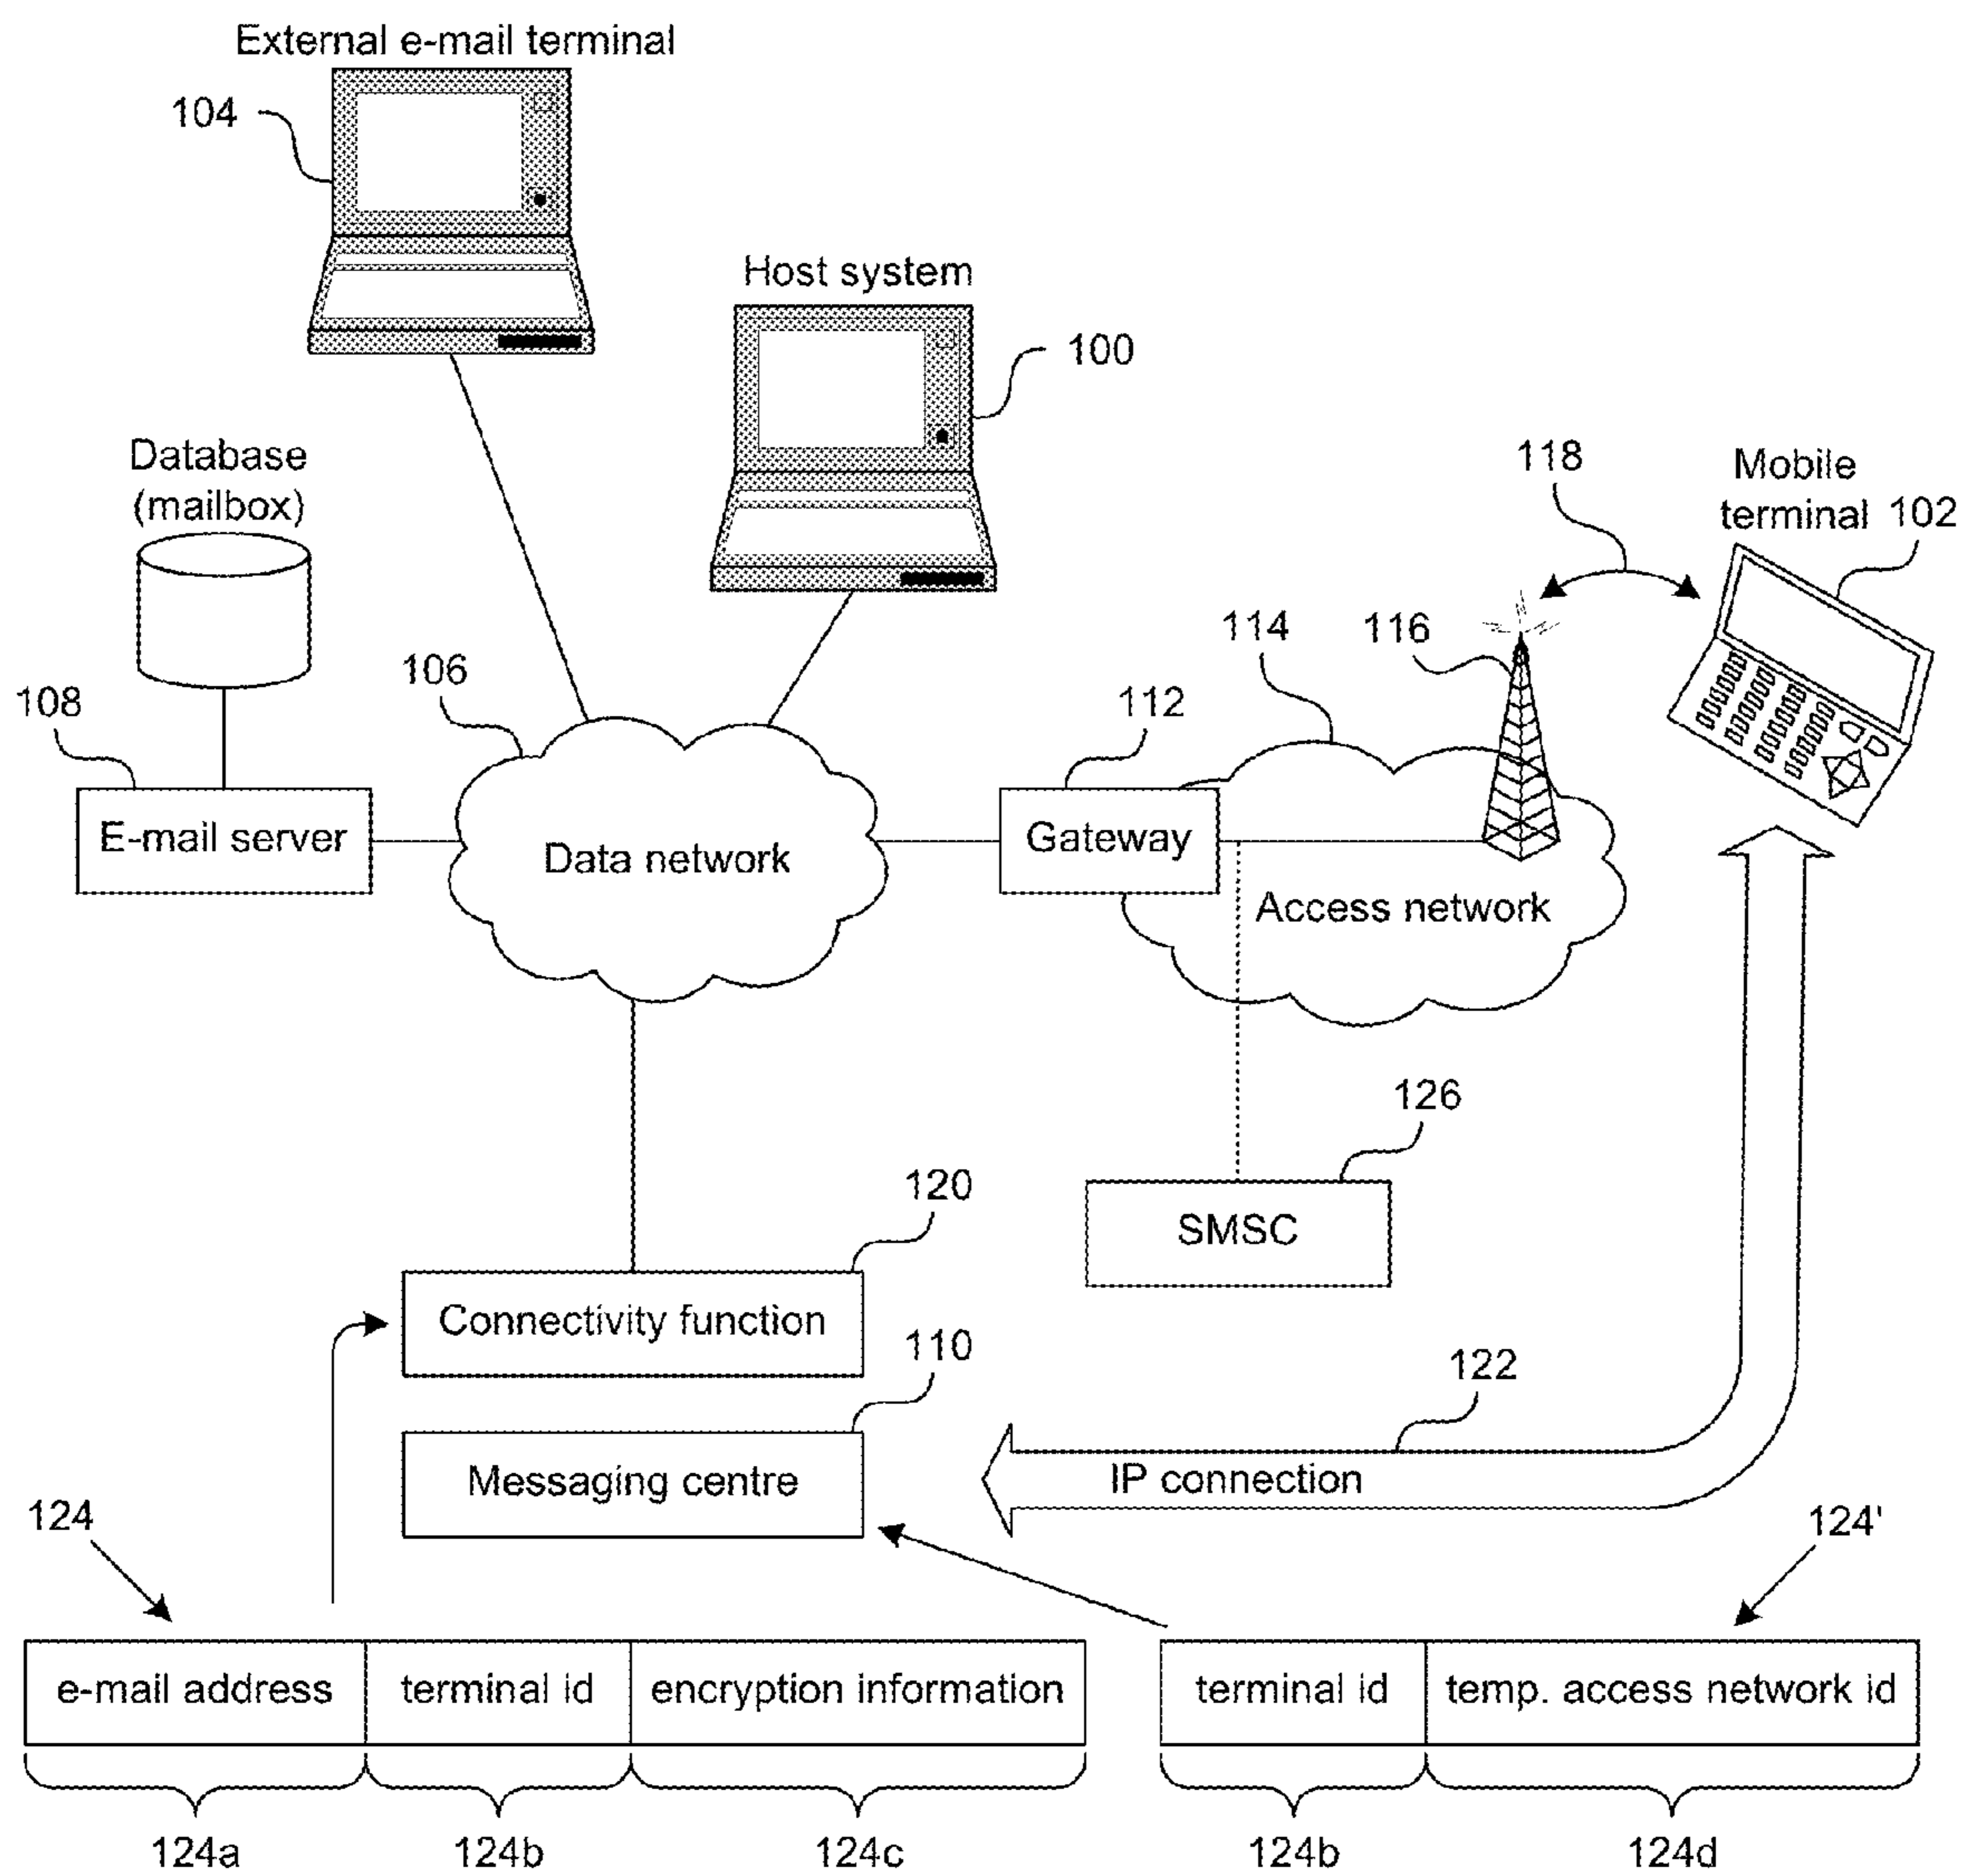 External e-mail terminal
104
Host system
100
Database
(mailbox)
118
Mobile
terminal 102
106
114
116
108
112
E-mail server
Data network
Gateway
Access network
126
120
SMSC
Connectivity function
110
122
Messaging centre
IP connection
124
124'
e-mail address
terminal id
encryption information
terminal id
temp. access network id
124a
124b
124c
124b
124d